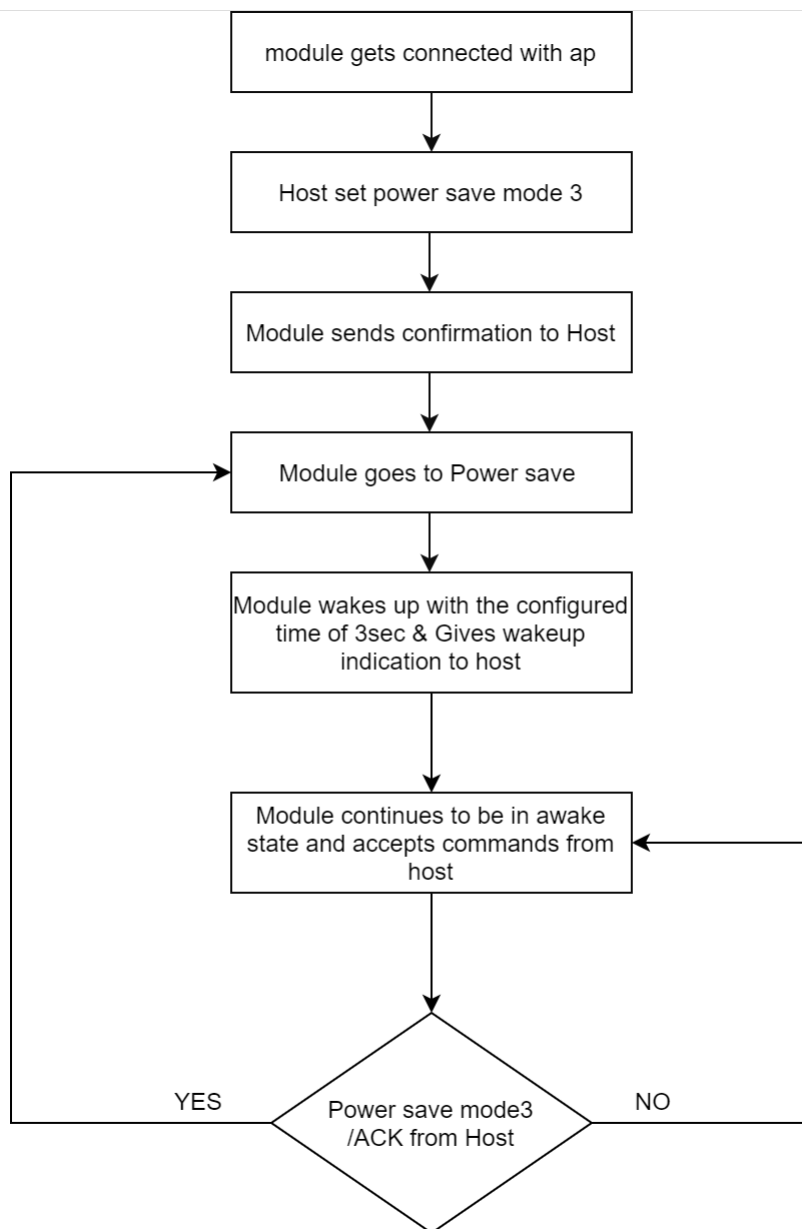 module gets connected with ap
Host set power save mode 3
Module sends confirmation to Host
Module goes to Power save
Module wakes up with the configured
time of 3sec & Gives wakeup
indication to host
Module continues to be in awake
state and accepts commands from
host
YES
Power save mode3
/ACK from Host
NO